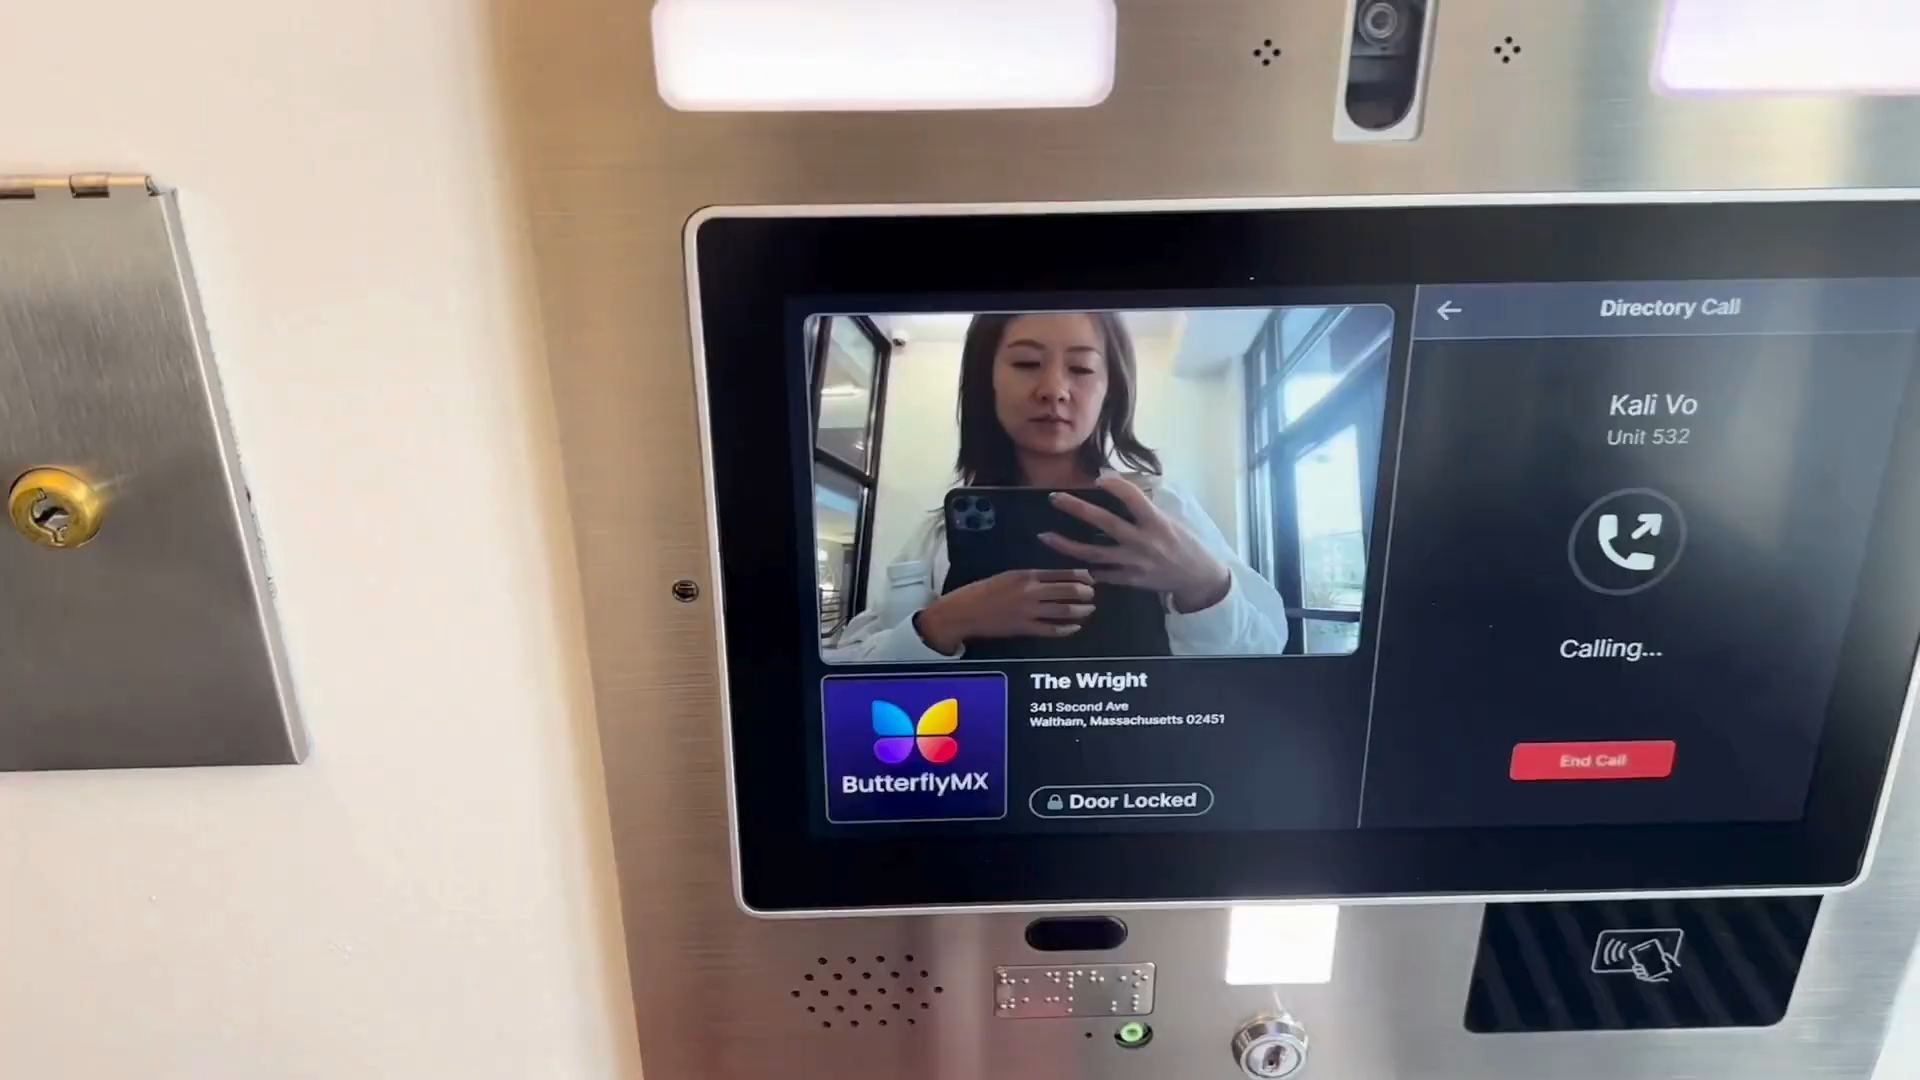 Directory Call
Kali Vo
Unit 532
Calling...
End Call
The Wright
341 Second Ave
Waltham, Massachusetts 02451
ButterflyMX
Door Locked